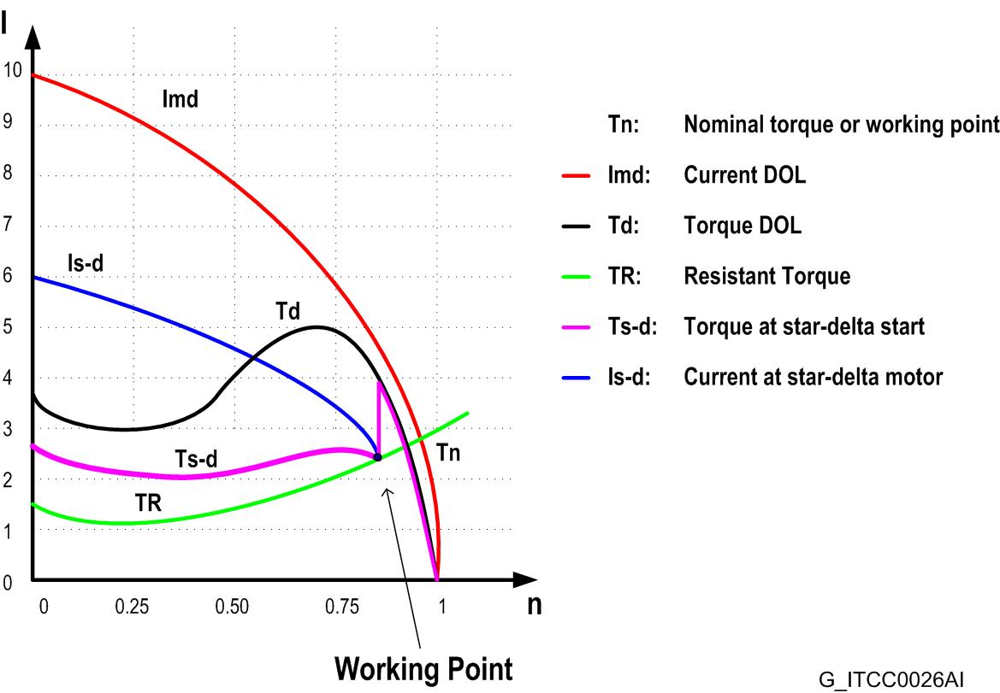 I
10
9
8
7
6
5
4
3
2
1
0
Imd
Is-d
Td
Ts-d
TR
Tn
0 0.25 0.50 0.75 1 n
Working Point
Tn: Nominal torque or working point
Imd: Current DOL
Td: Torque DOL
TR: Resistant Torque
Ts-d: Torque at star-delta start
Is-d: Current at star-delta motor
G_ITCC0026AI